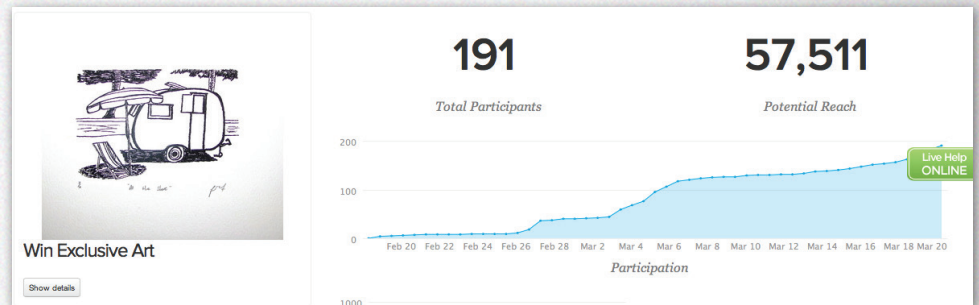 191
57,511
Total Participants
Potential Reach
200
100
0
Feb 20 Feb 22 Feb 24 Feb 26 Feb 28 Mar 2 Mar 4 Mar 6 Mar 8 Mar 10 Mar 12 Mar 14 Mar 16 Mar 18 Mar 20
Participation
1000
Live Help
ONLINE
Win Exclusive Art
Show details